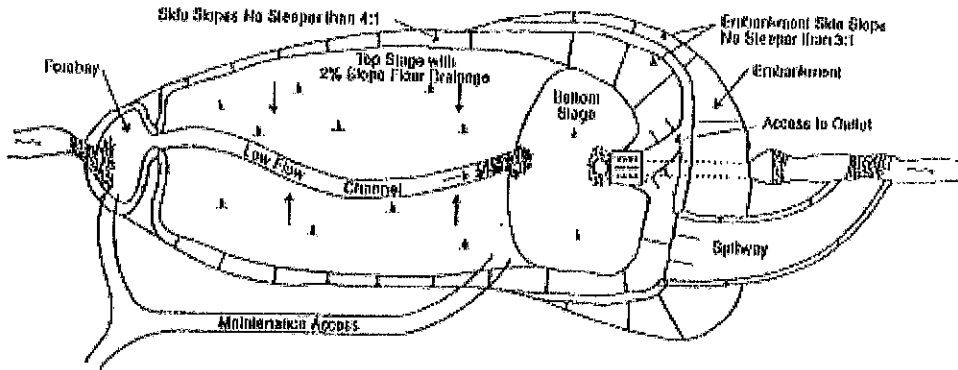 Side Slopes No Steeper than 4:1
Embankment Side Slope
No Steeper than 3:1
Forebay
Top Stage with
2% Slope Floor Drainage
Embankment
Bottom
Stage
Access to Outlet
Low Flow
Channel
Spillway
Maintenance Access